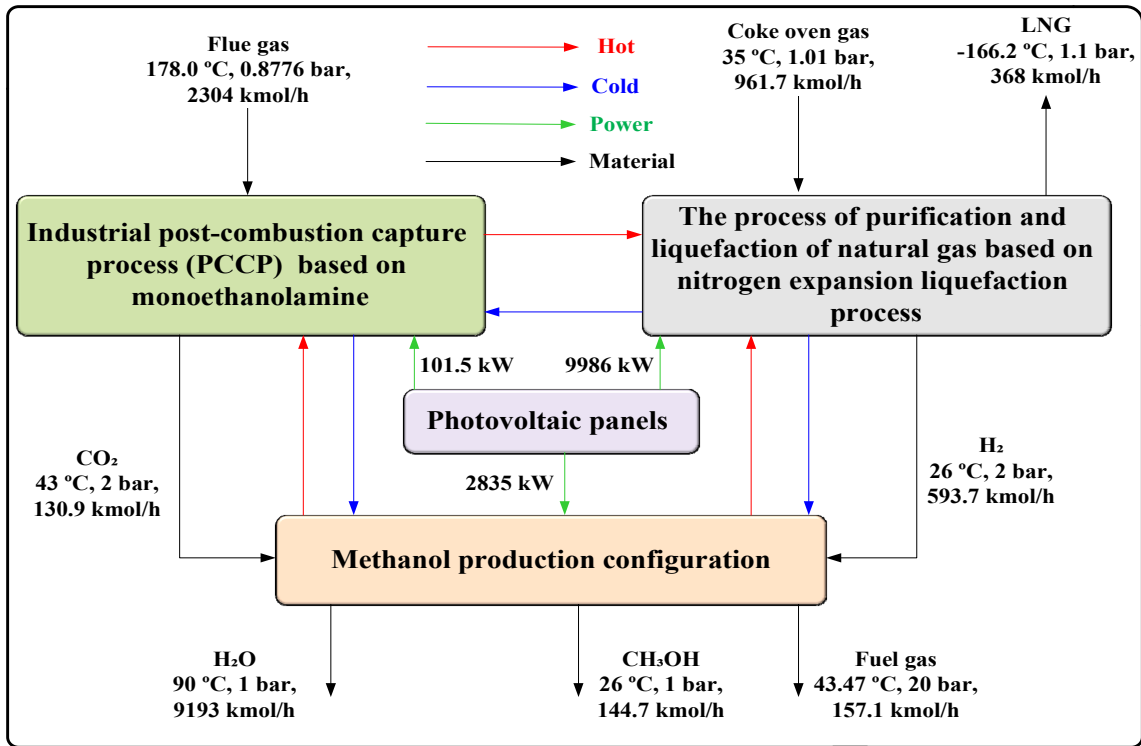 Flue gas
178.0 ºC, 0.8776 bar,
2304 kmol/h
Hot
Cold
Power
Material
Coke oven gas
35 ºC, 1.01 bar,
961.7 kmol/h
LNG
-166.2 ºC, 1.1 bar,
368 kmol/h
Industrial post-combustion capture
process (PCCP) based on
monoethanolamine
The process of purification and
liquefaction of natural gas based on
nitrogen expansion liquefaction
process
101.5 kW
9986 kW
Photovoltaic panels
2835 kW
CO₂
43 ºC, 2 bar,
130.9 kmol/h
H₂
26 ºC, 2 bar,
593.7 kmol/h
Methanol production configuration
H₂O
90 ºC, 1 bar,
9193 kmol/h
CH₃OH
26 ºC, 1 bar,
144.7 kmol/h
Fuel gas
43.47 ºC, 20 bar,
157.1 kmol/h